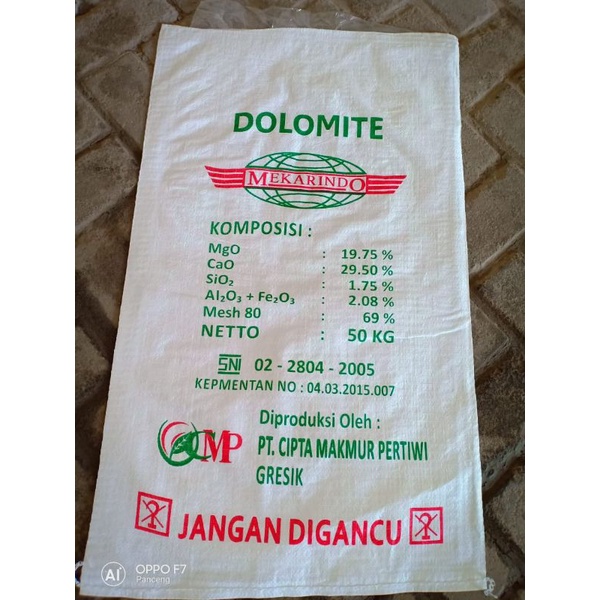 DOLOMITE
MEKARINDO
KOMPOSISI :
MgO : 19.75 %
CaO : 29.50 %
SiO₂ : 1.75 %
Al₂O₃ + Fe₂O₃ : 2.08 %
Mesh 80 : 69 %
NETTO : 50 KG
SNI 02 - 2804 - 2005
KEPMENTAN NO : 04.03.2015.007
Diproduksi Oleh :
CMP PT. CIPTA MAKMUR PERTIWI
GRESIK
JANGAN DIGANCU
AI OPPO F7
Panceng